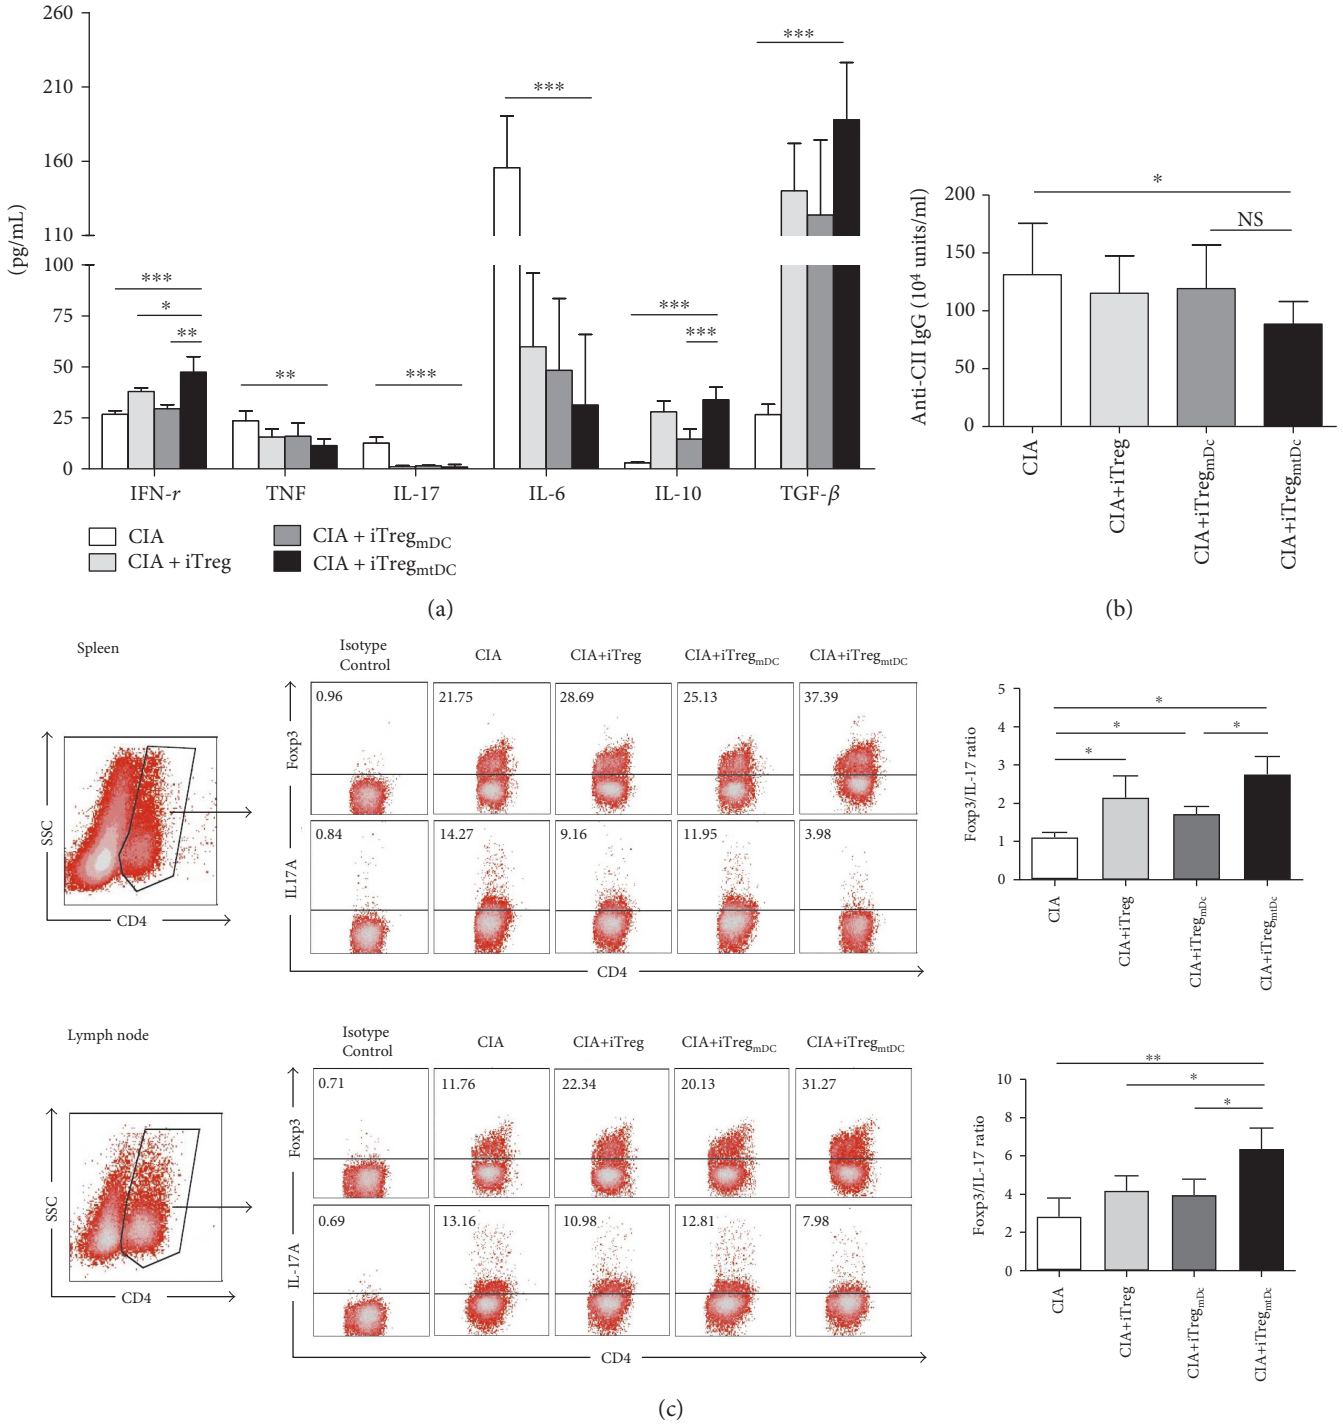 260
210
160
110
100
75
50
25
0
(pg/mL)
***
*
**
**
***
***
***
***
***
IFN-r TNF IL-17 IL-6 IL-10 TGF-β
CIA
CIA + iTreg
CIA + iTregmDC
CIA + iTregmtDC
(a)
200
150
100
50
0
Anti-CII IgG (10⁴ units/ml)
*
NS
CIA
CIA+iTreg
CIA+iTregmDc
CIA+iTregmtDc
(b)
Spleen
SSC
CD4
Isotype
Control
CIA
CIA+iTreg
CIA+iTregmDC
CIA+iTregmtDC
Foxp3
0.96 21.75 28.69 25.13 37.39
IL17A
0.84 14.27 9.16 11.95 3.98
CD4
5
4
3
2
1
0
Foxp3/IL-17 ratio
*
*
*
*
CIA
CIA+iTreg
CIA+iTregmDc
CIA+iTregmtDc
Lymph node
SSC
CD4
Isotype
Control
CIA
CIA+iTreg
CIA+iTregmDC
CIA+iTregmtDC
Foxp3
0.71 11.76 22.34 20.13 31.27
IL-17A
0.69 13.16 10.98 12.81 7.98
CD4
10
8
6
4
2
0
Foxp3/IL-17 ratio
**
*
*
CIA
CIA+iTreg
CIA+iTregmDc
CIA+iTregmtDc
(c)